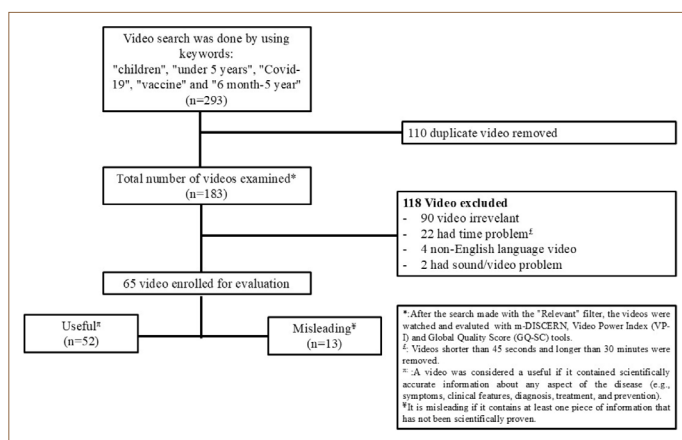 Video search was done by using
keywords:
"children", "under 5 years", "Covid-
19", "vaccine" and "6 month-5 year"
(n=293)
110 duplicate video removed
Total number of videos examined*
(n=183)
118 Video excluded
- 90 video irrevelant
- 22 had time problem£
- 4 non-English language video
- 2 had sound/video problem
65 video enrolled for evaluation
Usefulπ
(n=52)
Misleading¥
(n=13)
*:After the search made with the "Relevant" filter, the videos were
watched and evaluted with m-DISCERN, Video Power Index (VP-
I) and Global Quality Score (GQ-SC) tools.
£: Videos shorter than 45 seconds and longer than 30 minutes were
removed.
π: :A video was considered a useful if it contained scientifically
accurate information about any aspect of the disease (e.g.,
symptoms, clinical features, diagnosis, treatment, and prevention).
¥It is misleading if it contains at least one piece of information that
has not been scientifically proven.